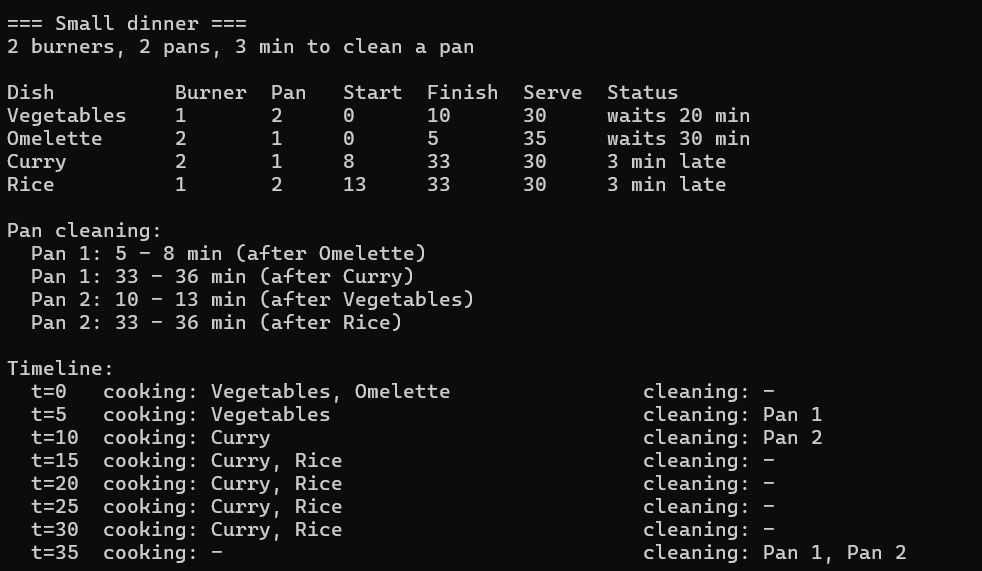 === Small dinner ===
2 burners, 2 pans, 3 min to clean a pan

Dish          Burner  Pan   Start  Finish  Serve  Status
Vegetables    1       2     0      10      30     waits 20 min
Omelette      2       1     0      5       35     waits 30 min
Curry         2       1     8      33      30     3 min late
Rice          1       2     13     33      30     3 min late

Pan cleaning:
  Pan 1: 5 - 8 min (after Omelette)
  Pan 1: 33 - 36 min (after Curry)
  Pan 2: 10 - 13 min (after Vegetables)
  Pan 2: 33 - 36 min (after Rice)

Timeline:
  t=0   cooking: Vegetables, Omelette                cleaning: -
  t=5   cooking: Vegetables                          cleaning: Pan 1
  t=10  cooking: Curry                               cleaning: Pan 2
  t=15  cooking: Curry, Rice                         cleaning: -
  t=20  cooking: Curry, Rice                         cleaning: -
  t=25  cooking: Curry, Rice                         cleaning: -
  t=30  cooking: Curry, Rice                         cleaning: -
  t=35  cooking: -                                   cleaning: Pan 1, Pan 2